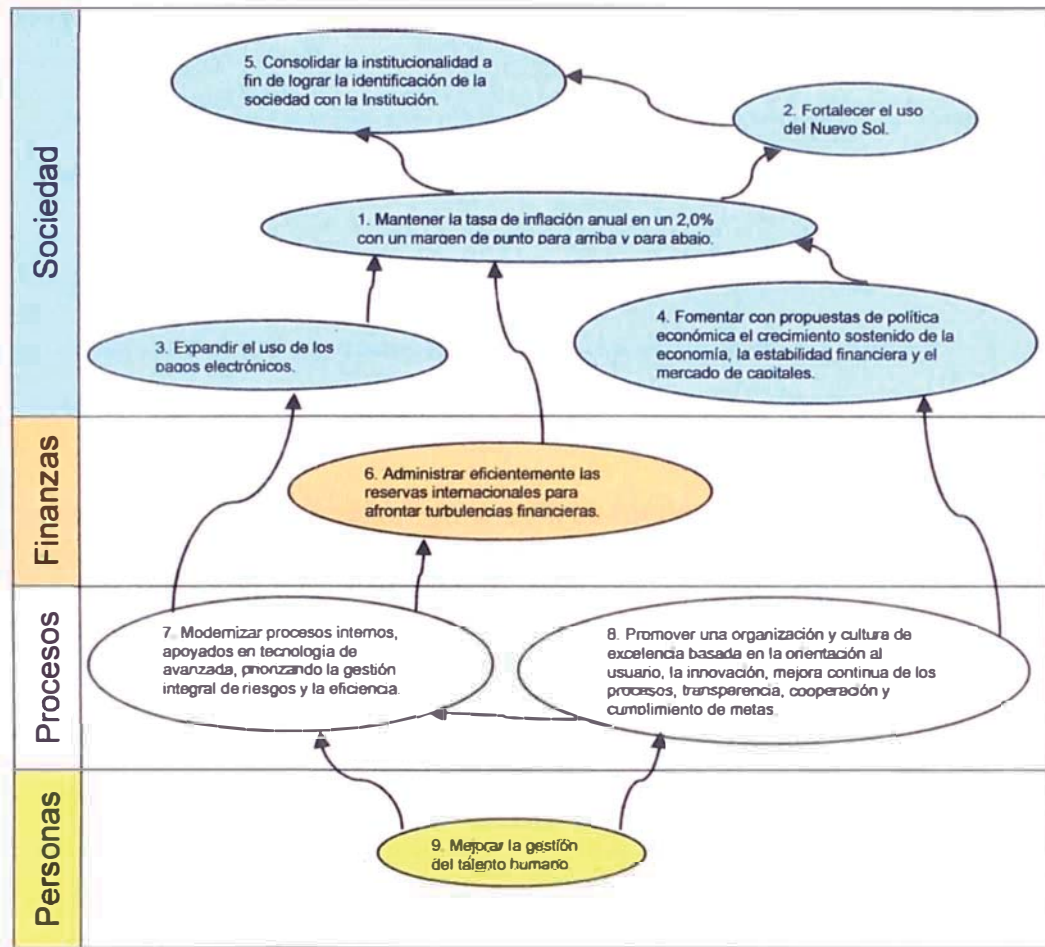 Sociedad
5. Consolidar la institucionalidad a
fin de lograr la identificación de la
sociedad con la Institución.
2. Fortalecer el uso
del Nuevo Sol.
1. Mantener la tasa de inflación anual en un 2,0%
con un margen de punto para arriba y para abajo.
4. Fomentar con propuestas de política
económica el crecimiento sostenido de la
economía, la estabilidad financiera y el
mercado de capitales.
3. Expandir el uso de los
pagos electrónicos.
Finanzas
6. Administrar eficientemente las
reservas internacionales para
afrontar turbulencias financieras.
Procesos
7. Modernizar procesos internos,
apoyados en tecnología de
avanzada, priorizando la gestión
integral de riesgos y la eficiencia.
8. Promover una organización y cultura de
excelencia basada en la orientación al
usuario, la innovación, mejora continua de los
procesos, transparencia, cooperación y
cumplimiento de metas.
Personas
9. Mejorar la gestión
del talento humano